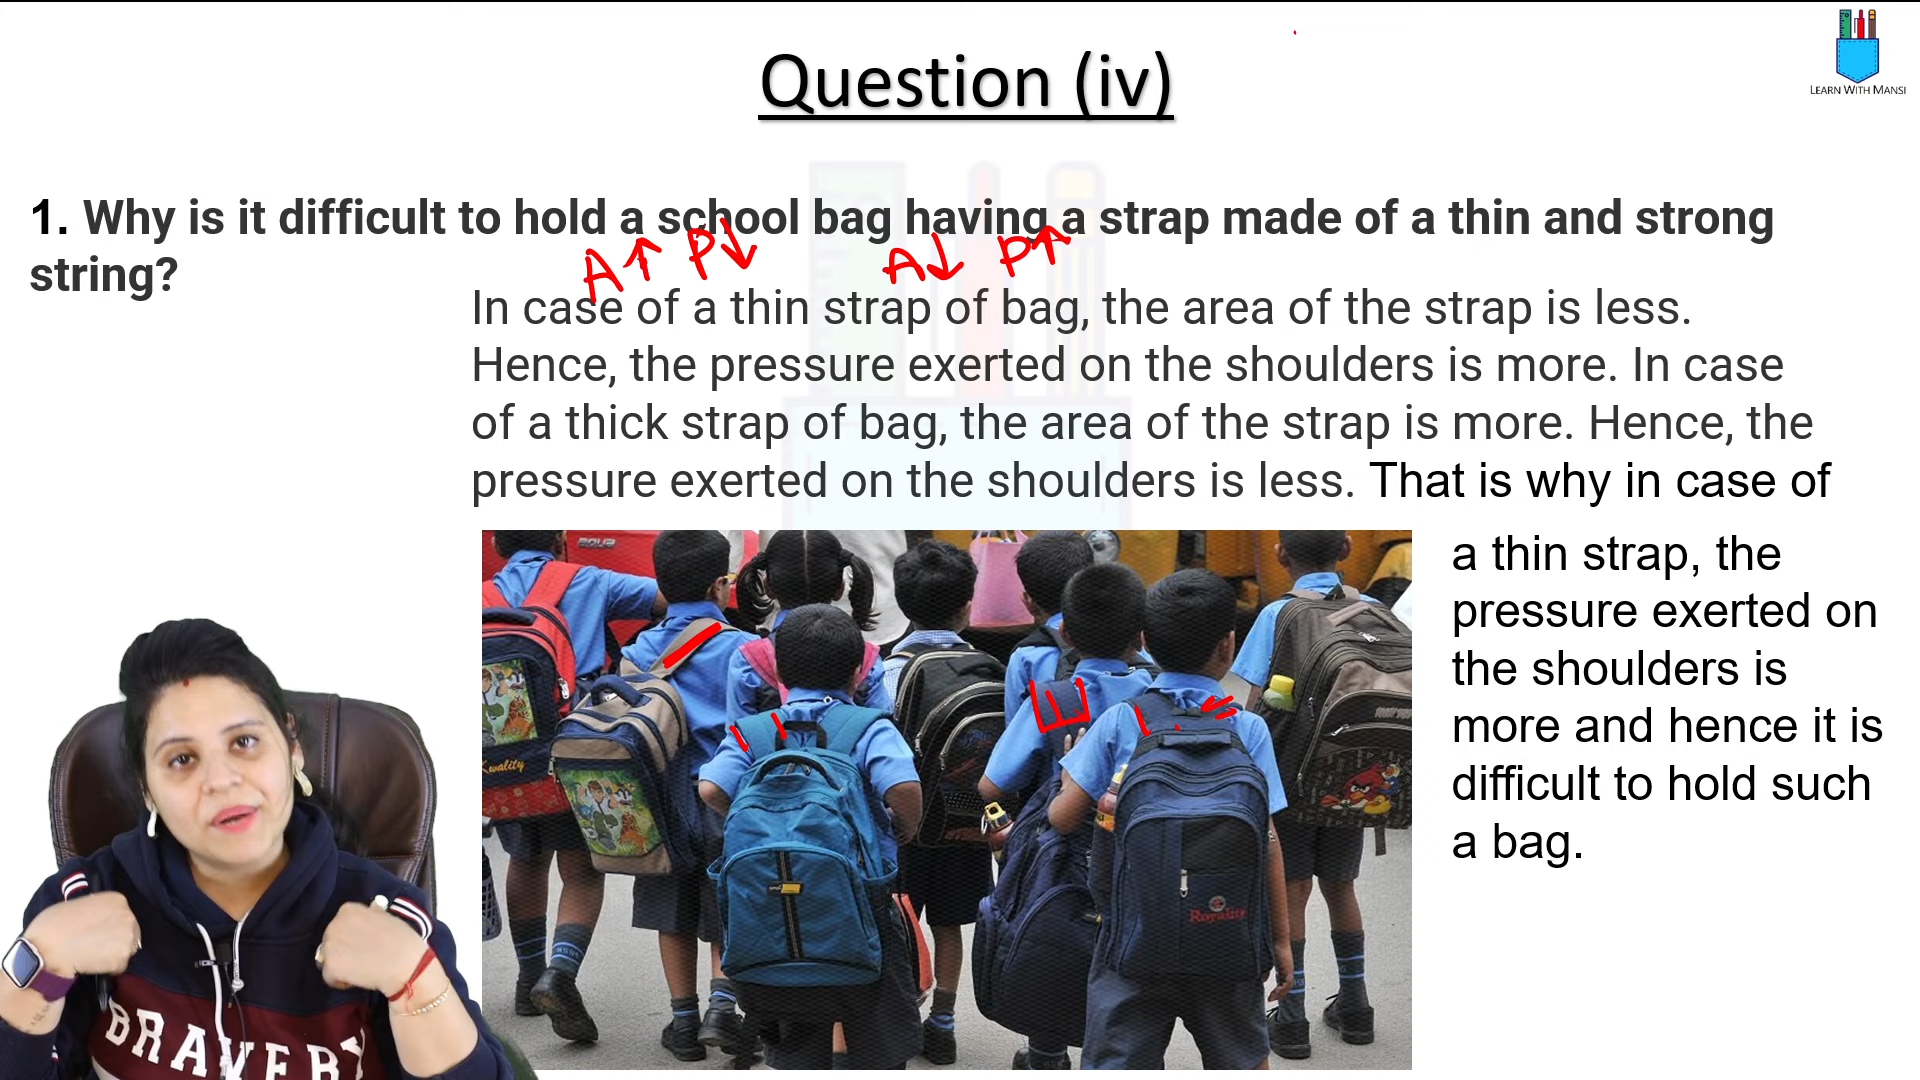 Question (iv)
LEARN WITH MANSI
1. Why is it difficult to hold a school bag having a strap made of a thin and strong
string?
A↑ P↓ A↓ P↑
In case of a thin strap of bag, the area of the strap is less.
Hence, the pressure exerted on the shoulders is more. In case
of a thick strap of bag, the area of the strap is more. Hence, the
pressure exerted on the shoulders is less. That is why in case of
a thin strap, the
pressure exerted on
the shoulders is
more and hence it is
difficult to hold such
a bag.
Kwality
Royality
BRAVERY